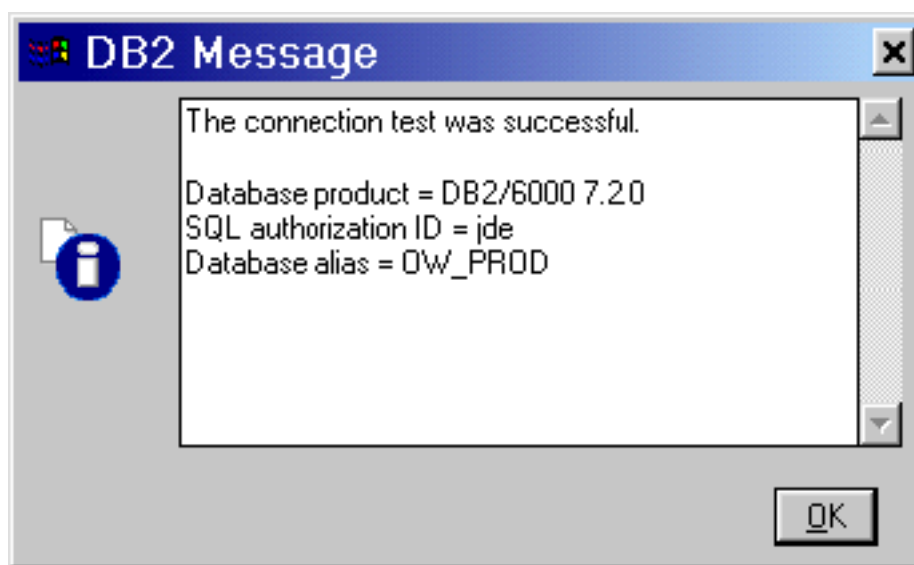 DB2 Message
The connection test was successful.
Database product = DB2/6000 7.2.0
SQL authorization ID = jde
Database alias = OW_PROD
OK